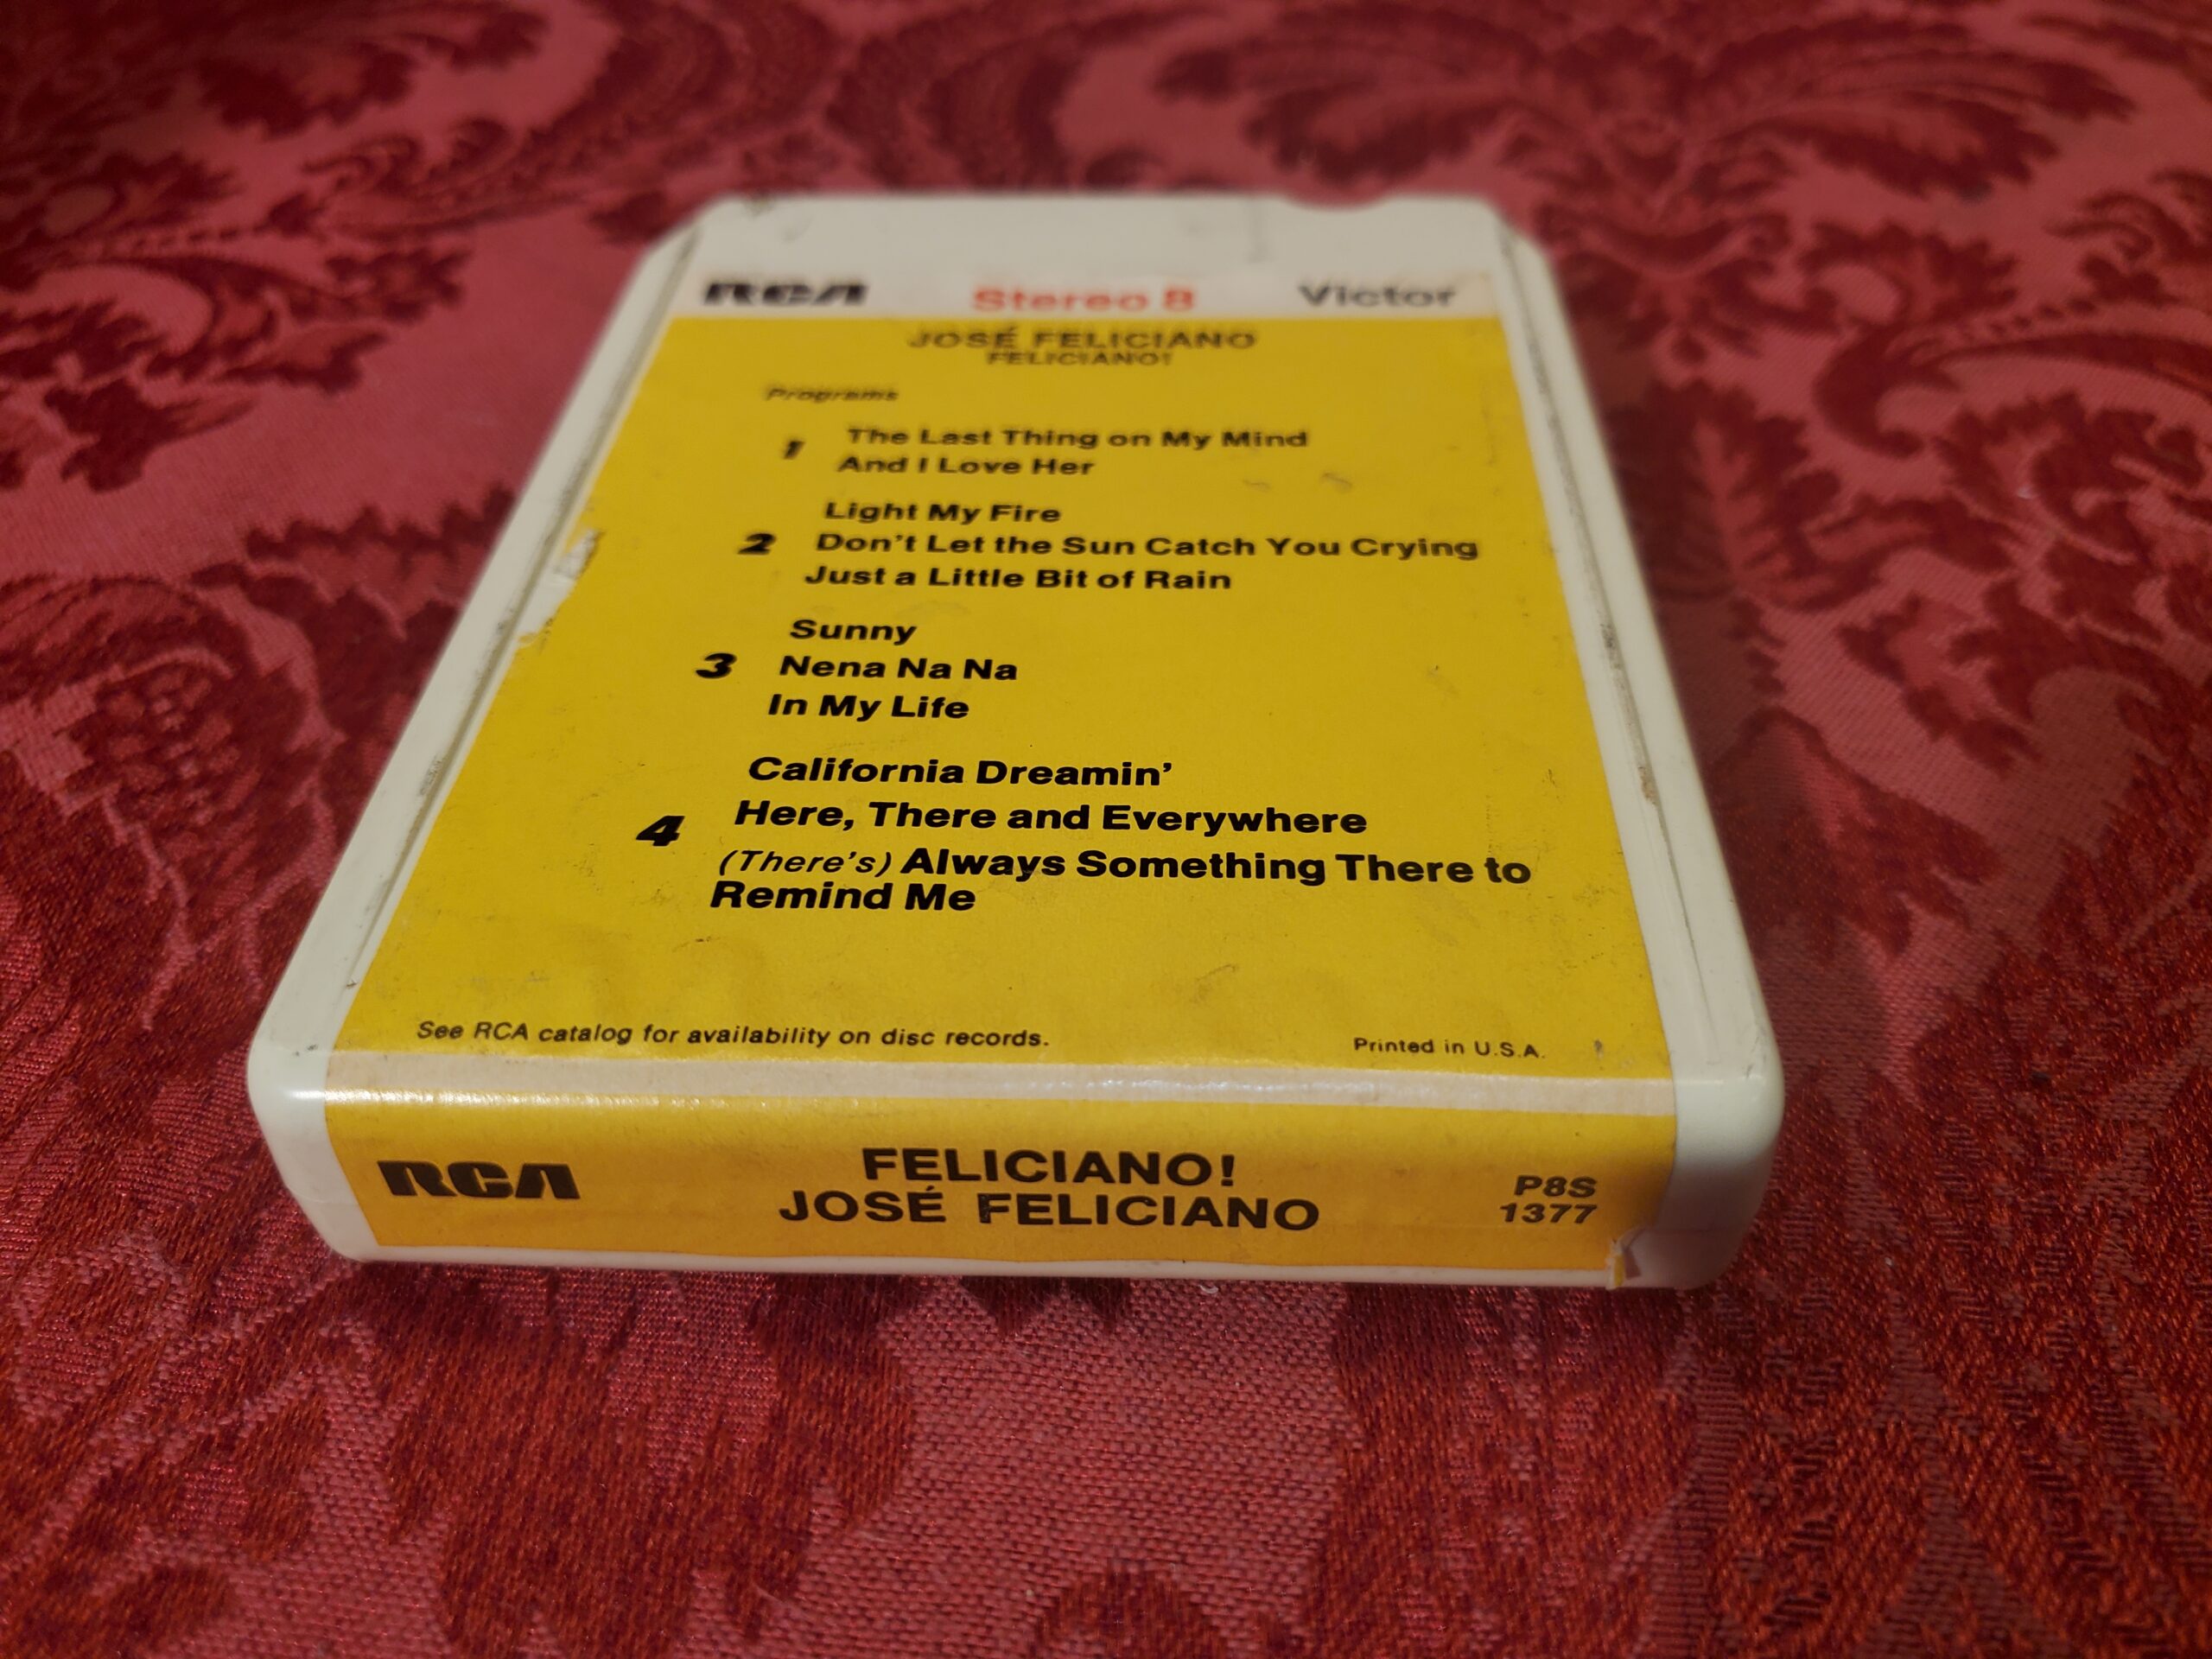 RCA Stereo 8 Victor
JOSÉ FELICIANO
FELICIANO!
Programs
1
The Last Thing on My Mind
And I Love Her
2
Light My Fire
Don't Let the Sun Catch You Crying
Just a Little Bit of Rain
3
Sunny
Nena Na Na
In My Life
4
California Dreamin'
Here, There and Everywhere
(There's) Always Something There to
Remind Me
See RCA catalog for availability on disc records. Printed in U.S.A.
RCA
FELICIANO!
JOSÉ FELICIANO
P8S
1377